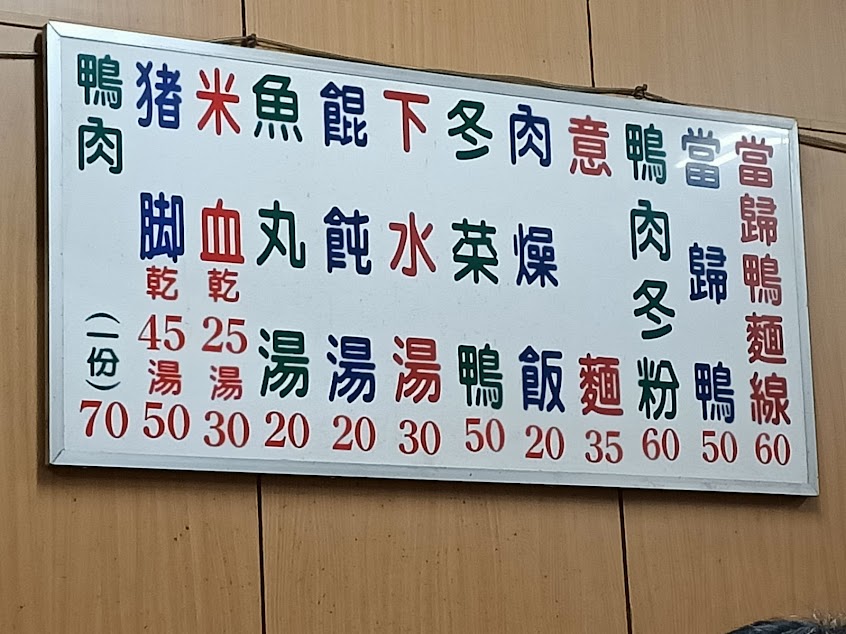 當歸鴨麵線 60
當歸鴨 50
鴨肉冬粉 60
意麵 35
肉燥飯 20
冬菜鴨 50
下水湯 30
餛飩湯 20
魚丸湯 20
米血 乾 25 湯 30
猪脚 乾 45 湯 50
鴨肉 (一份) 70